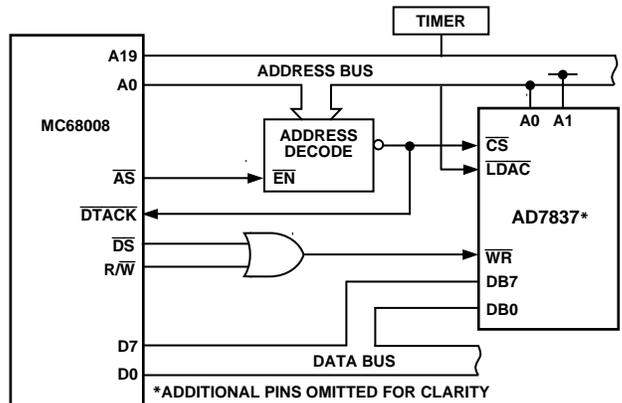 TIMER
A19
ADDRESS BUS
A0
MC68008
ADDRESS
DECODE
A0 A1
CS
LDAC
AS
EN
AD7837*
DTACK
DS
R/W
WR
DB7
DB0
D7
DATA BUS
D0
*ADDITIONAL PINS OMITTED FOR CLARITY